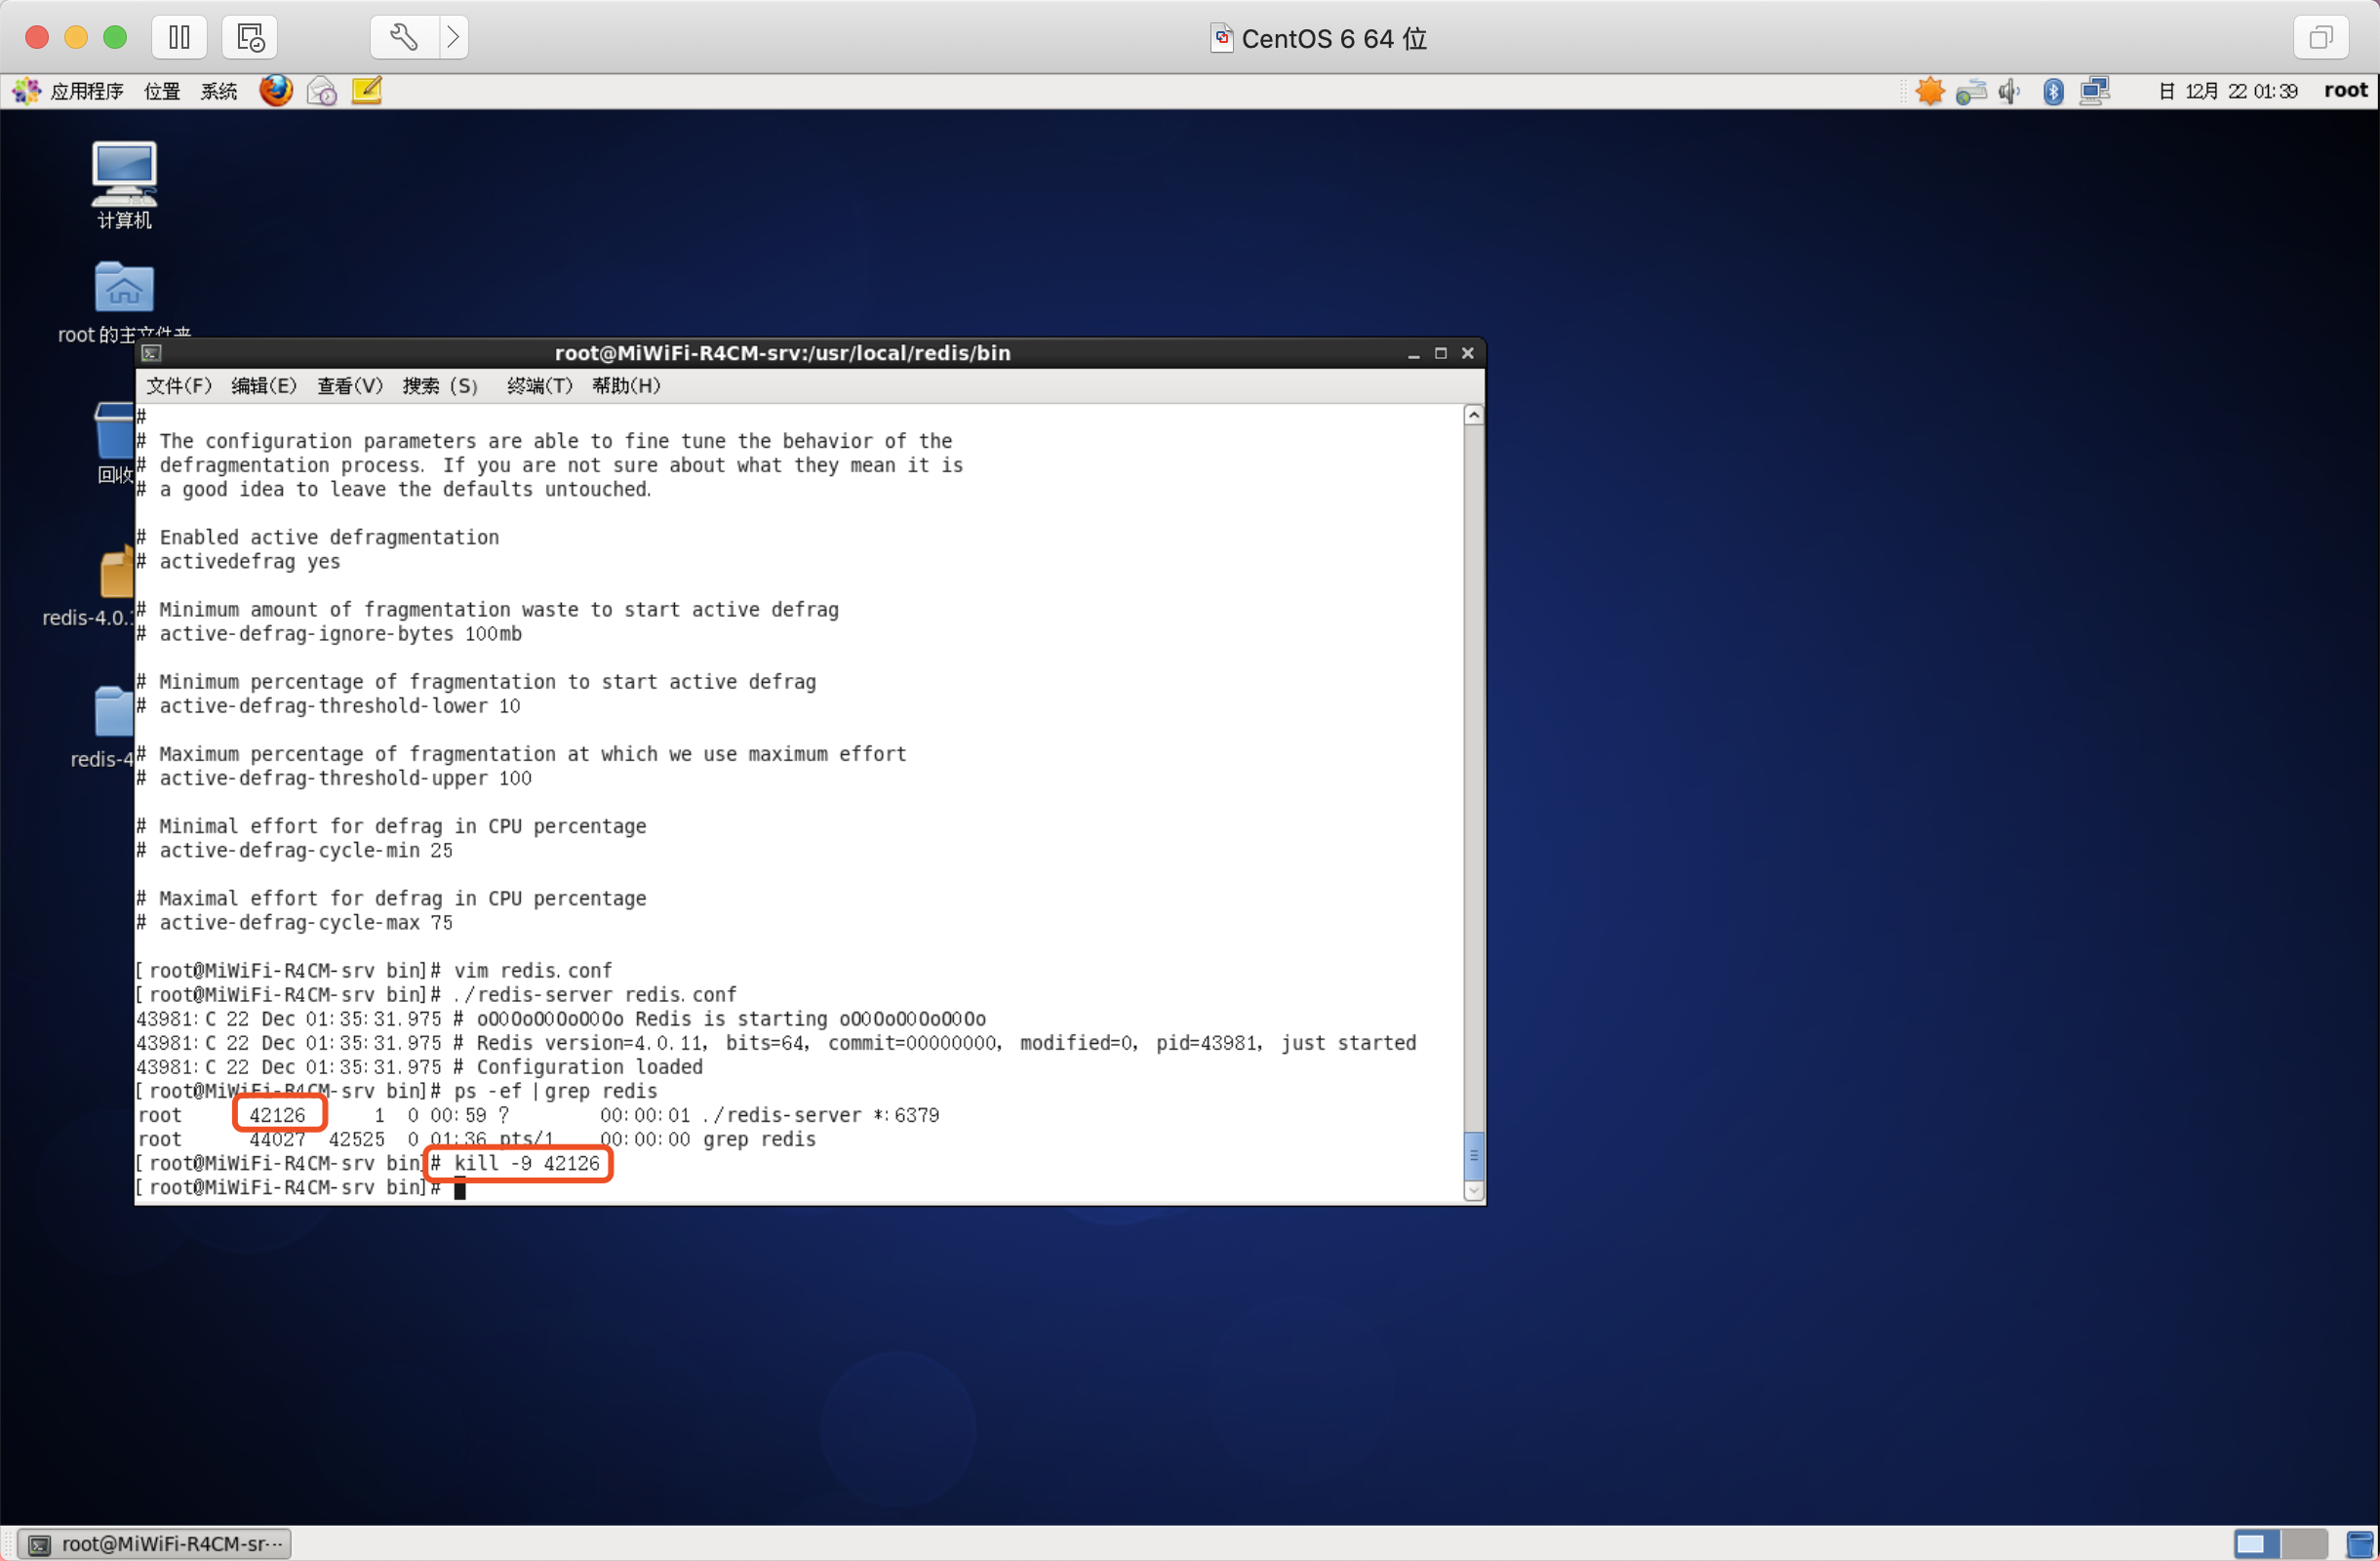 CentOS 6 64 位
应用程序 位置 系统
日 12月 22 01:39 root
计算机
root 的主文件夹
回收
redis-4.0.1
redis-4
root@MiWiFi-R4CM-srv:/usr/local/redis/bin
文件(F) 编辑(E) 查看(V) 搜索 (S) 终端(T) 帮助(H)
#
# The configuration parameters are able to fine tune the behavior of the
# defragmentation process. If you are not sure about what they mean it is
# a good idea to leave the defaults untouched.
# Enabled active defragmentation
# activedefrag yes
# Minimum amount of fragmentation waste to start active defrag
# active-defrag-ignore-bytes 100mb
# Minimum percentage of fragmentation to start active defrag
# active-defrag-threshold-lower 10
# Maximum percentage of fragmentation at which we use maximum effort
# active-defrag-threshold-upper 100
# Minimal effort for defrag in CPU percentage
# active-defrag-cycle-min 25
# Maximal effort for defrag in CPU percentage
# active-defrag-cycle-max 75
[root@MiWiFi-R4CM-srv bin]# vim redis.conf
[root@MiWiFi-R4CM-srv bin]# ./redis-server redis.conf
43981:C 22 Dec 01:35:31.975 # oO0OoO0OoO0Oo Redis is starting oO0OoO0OoO0Oo
43981:C 22 Dec 01:35:31.975 # Redis version=4.0.11, bits=64, commit=00000000, modified=0, pid=43981, just started
43981:C 22 Dec 01:35:31.975 # Configuration loaded
[root@MiWiFi-R4CM-srv bin]# ps -ef |grep redis
root 42126 1 0 00:59 ? 00:00:01 ./redis-server *:6379
root 44027 42525 0 01:36 pts/1 00:00:00 grep redis
[root@MiWiFi-R4CM-srv bin]# kill -9 42126
[root@MiWiFi-R4CM-srv bin]#
root@MiWiFi-R4CM-sr···